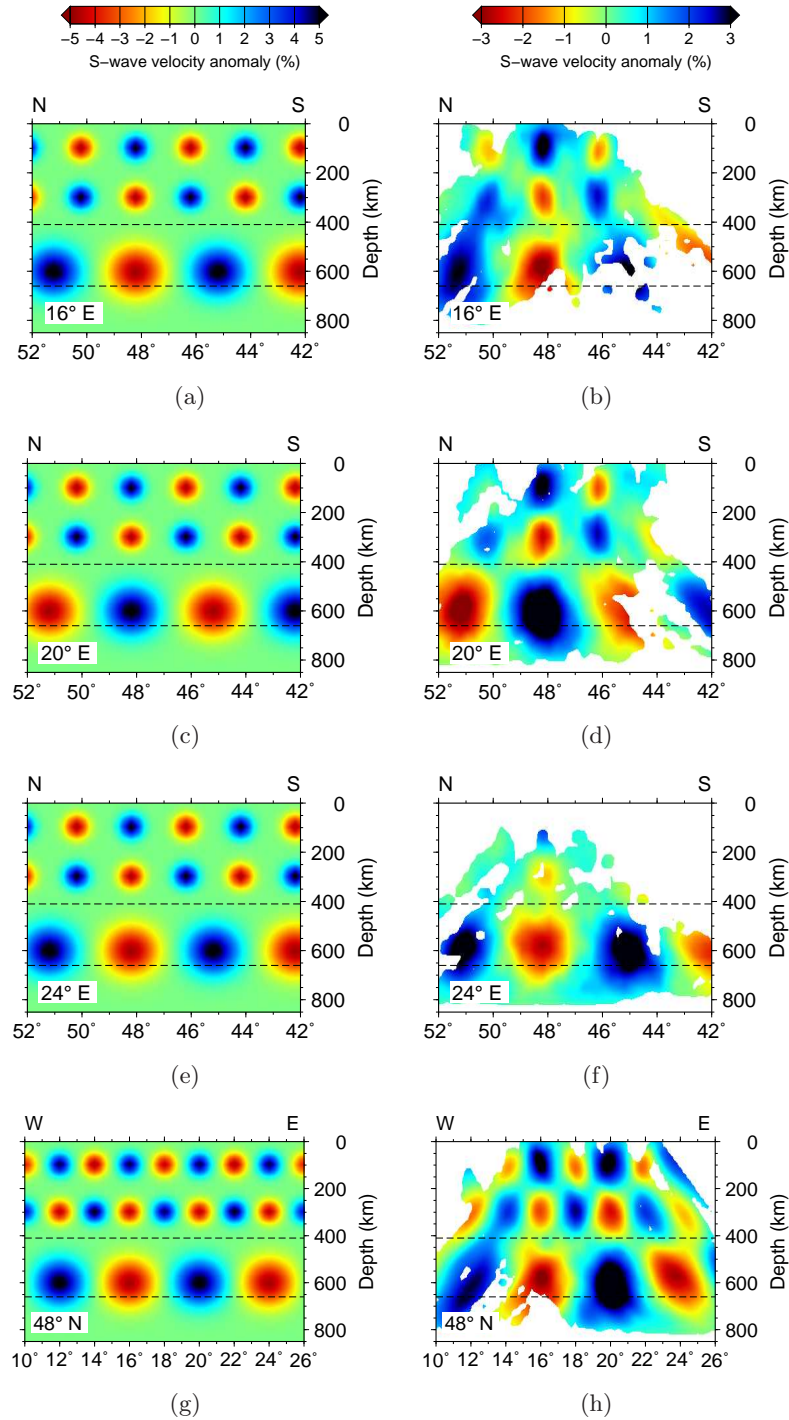 −5 −4 −3 −2 −1 0 1 2 3 4 5
S−wave velocity anomaly (%)
−3 −2 −1 0 1 2 3
S−wave velocity anomaly (%)
N S
0
200
400
600
800
Depth (km)
16° E
52° 50° 48° 46° 44° 42°
(a)
N S
0
200
400
600
800
Depth (km)
16° E
52° 50° 48° 46° 44° 42°
(b)
N S
0
200
400
600
800
Depth (km)
20° E
52° 50° 48° 46° 44° 42°
(c)
N S
0
200
400
600
800
Depth (km)
20° E
52° 50° 48° 46° 44° 42°
(d)
N S
0
200
400
600
800
Depth (km)
24° E
52° 50° 48° 46° 44° 42°
(e)
N S
0
200
400
600
800
Depth (km)
24° E
52° 50° 48° 46° 44° 42°
(f)
W E
0
200
400
600
800
Depth (km)
48° N
10° 12° 14° 16° 18° 20° 22° 24° 26°
(g)
W E
0
200
400
600
800
Depth (km)
48° N
10° 12° 14° 16° 18° 20° 22° 24° 26°
(h)